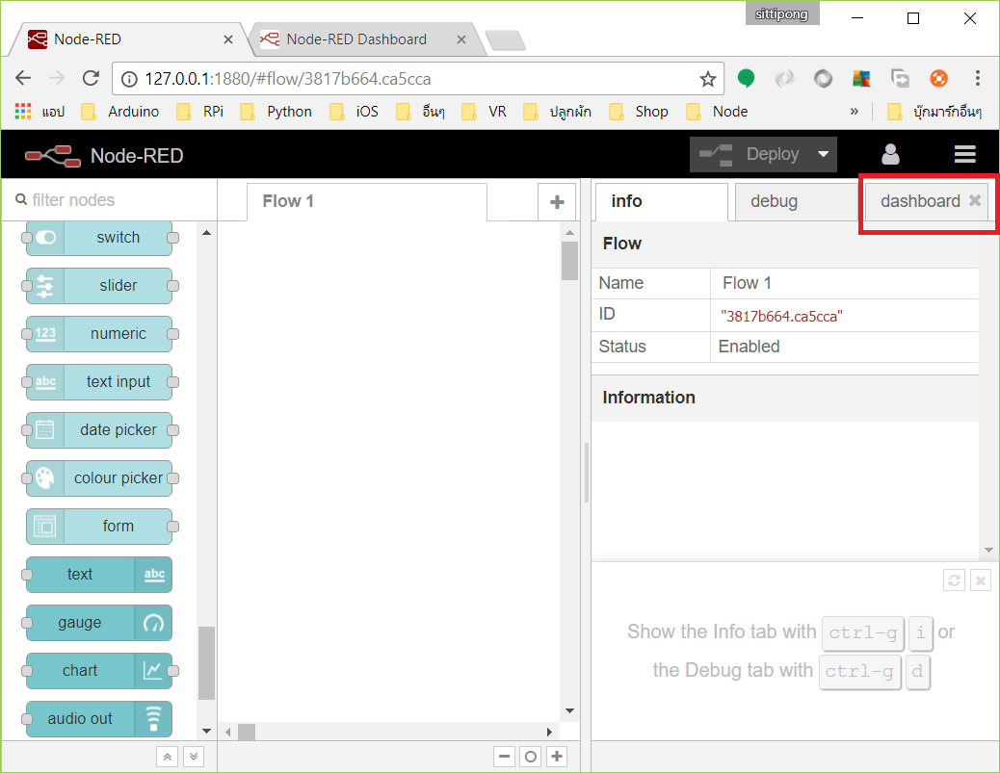 sittipong
Node-RED
Node-RED Dashboard
127.0.0.1:1880/#flow/3817b664.ca5cca
แอป Arduino RPi Python iOS อื่นๆ VR ปลูกผัก Shop Node » บุ๊กมาร์กอื่นๆ
Node-RED
Deploy
filter nodes
Flow 1
info
debug
dashboard
switch
slider
123 numeric
abc text input
date picker
colour picker
form
text abc
gauge
chart
audio out
Flow
Name Flow 1
ID "3817b664.ca5cca"
Status Enabled
Information
Show the Info tab with ctrl-g i or
the Debug tab with ctrl-g d